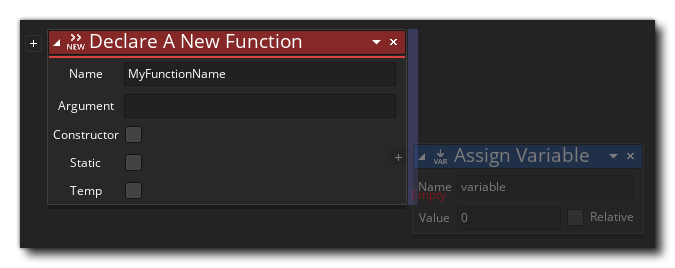 +
NEW Declare A New Function
Name MyFunctionName
Argument
Constructor
Static
Temp
+
VAR Assign Variable
Name variable
Empty
Value 0 Relative